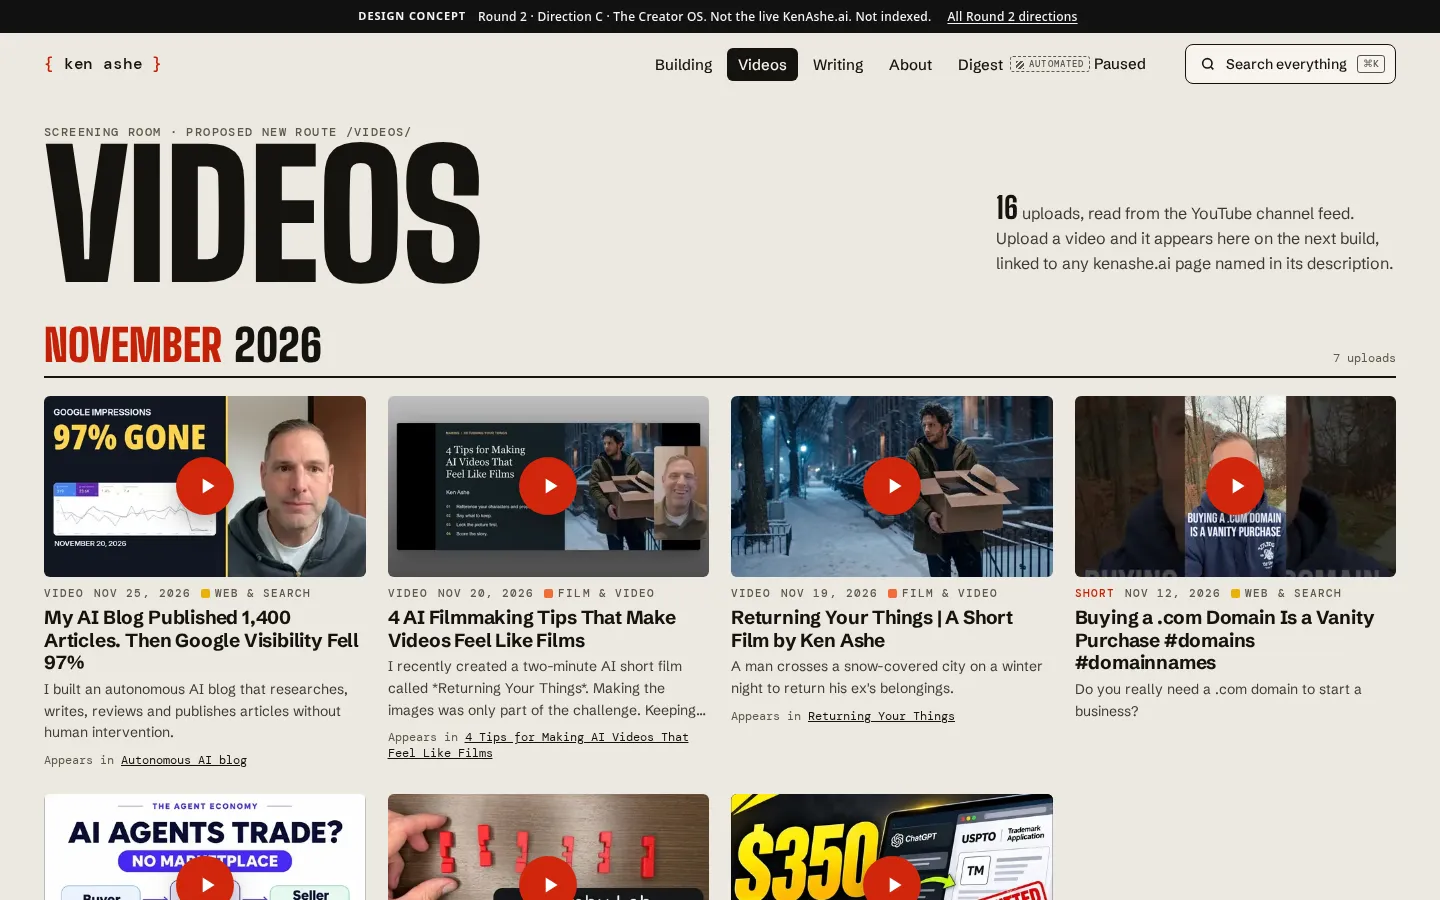 DESIGN CONCEPT Round 2 · Direction C · The Creator OS. Not the live KenAshe.ai. Not indexed. All Round 2 directions
{ ken ashe }
Building Videos Writing About Digest AUTOMATED Paused Search everything ⌘K
SCREENING ROOM · PROPOSED NEW ROUTE /VIDEOS/
VIDEOS
16 uploads, read from the YouTube channel feed.
Upload a video and it appears here on the next build,
linked to any kenashe.ai page named in its description.
NOVEMBER 2026
7 uploads
GOOGLE IMPRESSIONS
97% GONE
NOVEMBER 20, 2026
VIDEO NOV 25, 2026 WEB & SEARCH
My AI Blog Published 1,400
Articles. Then Google Visibility Fell
97%
I built an autonomous AI blog that researches,
writes, reviews and publishes articles without
human intervention.
Appears in Autonomous AI blog
4 Tips for Making
AI Videos That
Feel Like Films
Ken Ashe
Say what to keep.
Lock the picture first.
Score the story.
VIDEO NOV 20, 2026 FILM & VIDEO
4 AI Filmmaking Tips That Make
Videos Feel Like Films
I recently created a two-minute AI short film
called *Returning Your Things*. Making the
images was only part of the challenge. Keeping…
Appears in 4 Tips for Making AI Videos That
Feel Like Films
VIDEO NOV 19, 2026 FILM & VIDEO
Returning Your Things | A Short
Film by Ken Ashe
A man crosses a snow-covered city on a winter
night to return his ex's belongings.
Appears in Returning Your Things
BUYING A .COM DOMAIN
IS A VANITY PURCHASE
SHORT NOV 12, 2026 WEB & SEARCH
Buying a .com Domain Is a Vanity
Purchase #domains
#domainnames
Do you really need a .com domain to start a
business?
THE AGENT ECONOMY
AI AGENTS TRADE?
NO MARKETPLACE
Buyer
Seller
$350
ChatGPT
USPTO
Trademark
Application
TM